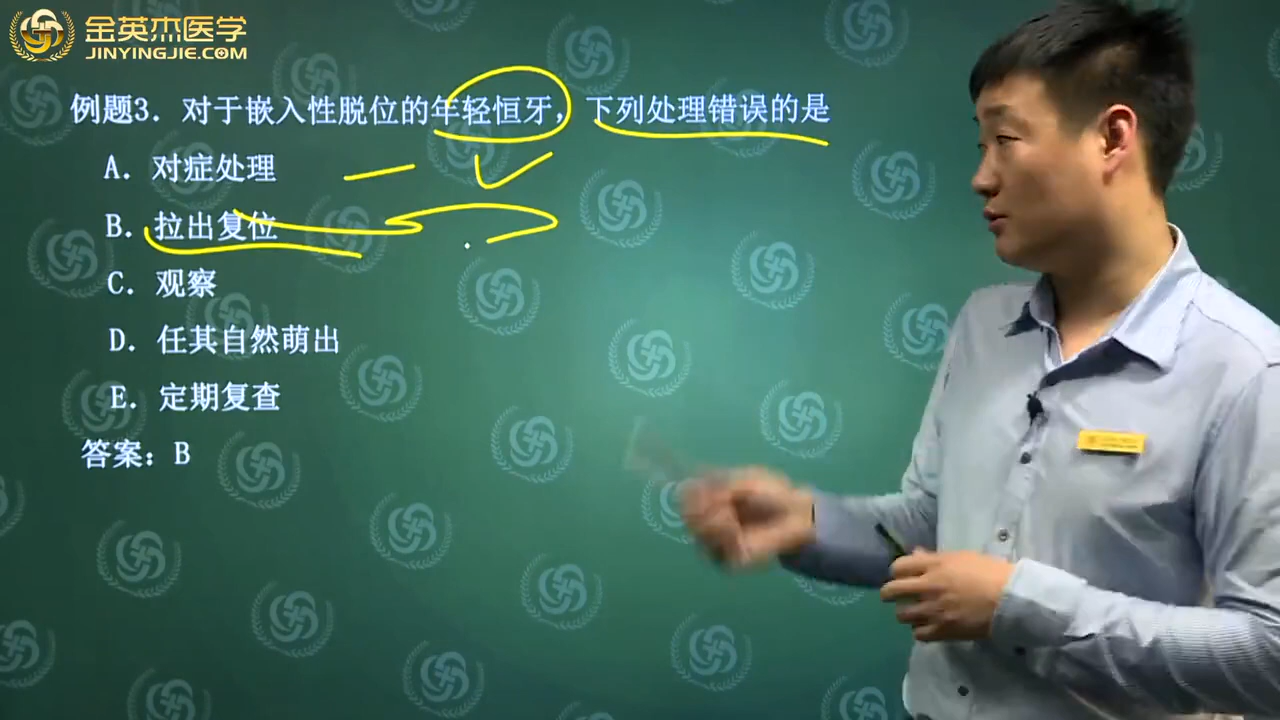 金英杰医学
JINYINGJIE.COM
例题3. 对于嵌入性脱位的年轻恒牙，下列处理错误的是
A. 对症处理
B. 拉出复位
C. 观察
D. 任其自然萌出
E. 定期复查
答案：B